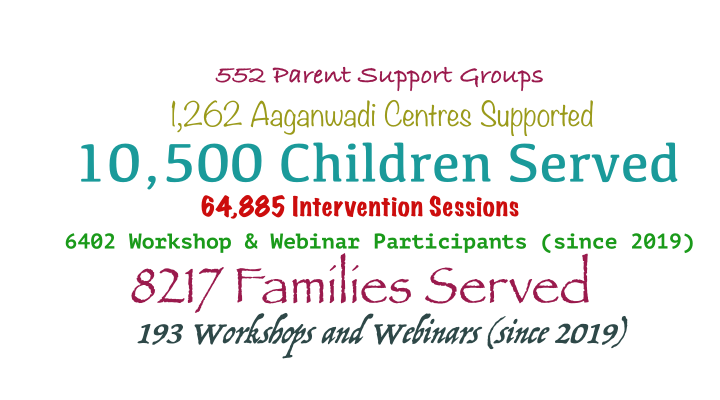 552 Parent Support Groups
1,262 Aaganwadi Centres Supported
10,500 Children Served
64,885 Intervention Sessions
6402 Workshop & Webinar Participants (since 2019)
8217 Families Served
193 Workshops and Webinars (since 2019)